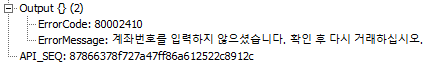 Output {} (2)
ErrorCode: 80002410
ErrorMessage: 계좌번호를 입력하지 않으셨습니다. 확인 후 다시 거래하십시오.
API_SEQ: 87866378f727a47ff86a612522c8912c